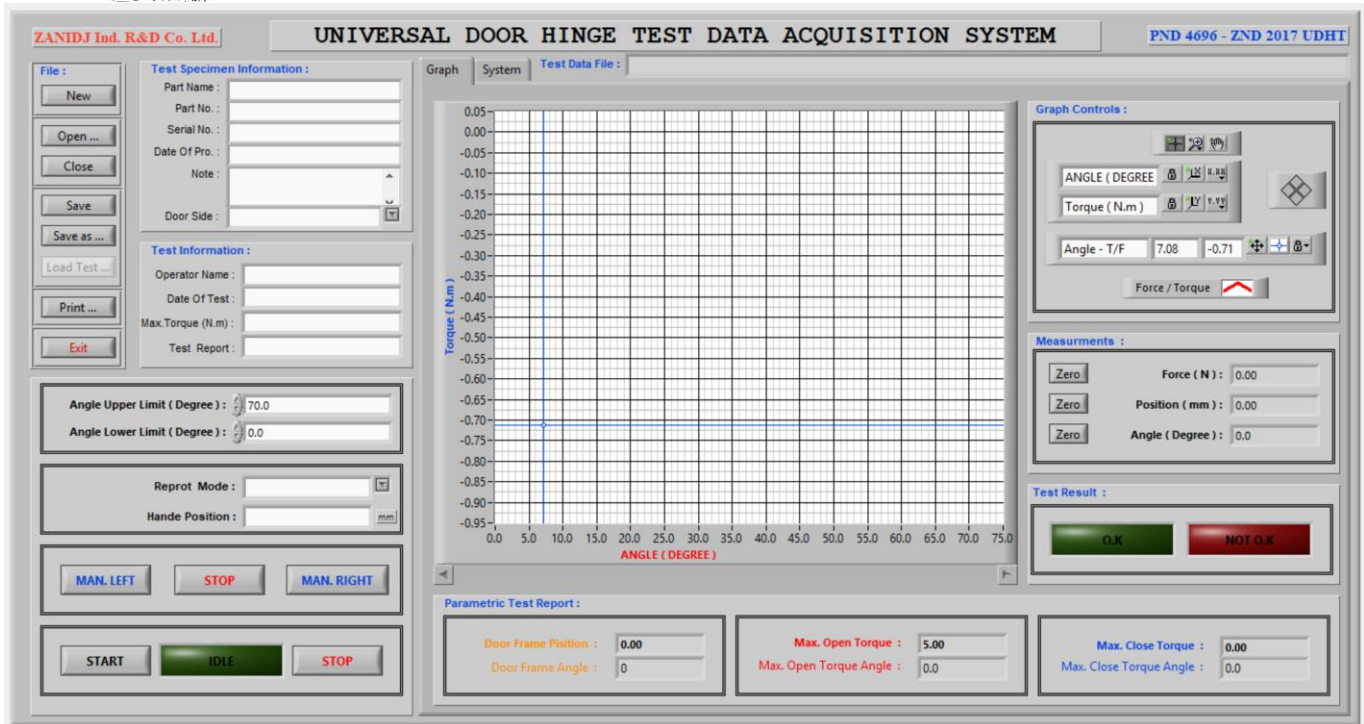 ZANIDJ Ind. R&D Co. Ltd.
UNIVERSAL DOOR HINGE TEST DATA ACQUISITION SYSTEM
PND 4696 - ZND 2017 UDHT
File :
New
Open ...
Close
Save
Save as ...
Load Test ...
Print ...
Exit
Test Specimen Information :
Part Name :
Part No. :
Serial No. :
Date Of Pro. :
Note :
Door Side :
Test Information :
Operator Name :
Date Of Test :
Max.Torque (N.m) :
Test Report :
Angle Upper Limit ( Degree ) : 70.0
Angle Lower Limit ( Degree ) : 0.0
Reprot Mode :
Hande Position : mm
MAN. LEFT STOP MAN. RIGHT
START IDLE STOP
Graph System Test Data File :
Torque ( N.m )
0.05
0.00
-0.05
-0.10
-0.15
-0.20
-0.25
-0.30
-0.35
-0.40
-0.45
-0.50
-0.55
-0.60
-0.65
-0.70
-0.75
-0.80
-0.85
-0.90
-0.95
0.0 5.0 10.0 15.0 20.0 25.0 30.0 35.0 40.0 45.0 50.0 55.0 60.0 65.0 70.0 75.0
ANGLE ( DEGREE )
Graph Controls :
ANGLE ( DEGREE
Torque ( N.m )
Angle - T/F 7.08 -0.71
Force / Torque
Measurments :
Zero Force ( N ) : 0.00
Zero Position ( mm ) : 0.00
Zero Angle ( Degree ) : 0.0
Test Result :
O.K NOT O.K
Parametric Test Report :
Door Frame Pisition : 0.00
Door Frame Angle : 0
Max. Open Torque : 5.00
Max. Open Torque Angle : 0.0
Max. Close Torque : 0.00
Max. Close Torque Angle : 0.0